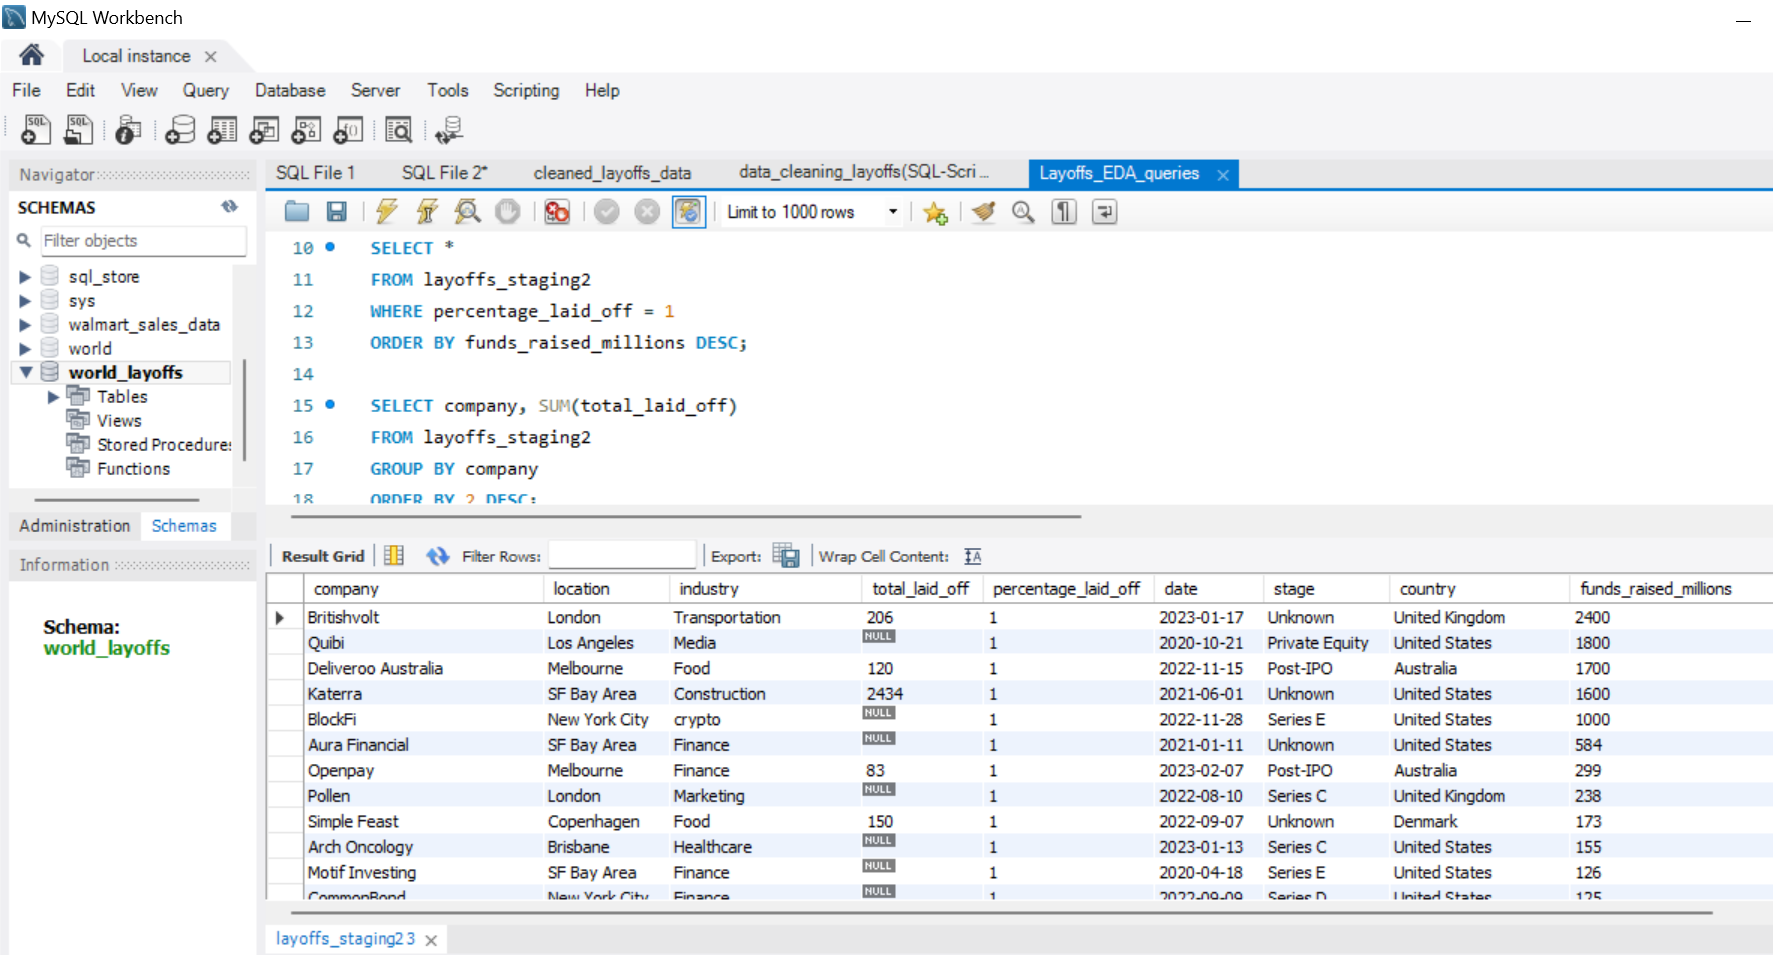 MySQL Workbench
Local instance
File Edit View Query Database Server Tools Scripting Help
SQL SQL
Navigator
SCHEMAS
Filter objects
sql_store
sys
walmart_sales_data
world
world_layoffs
Tables
Views
Stored Procedures
Functions
Administration Schemas
Information
Schema:
world_layoffs
SQL File 1 SQL File 2* cleaned_layoffs_data data_cleaning_layoffs(SQL-Scri... Layoffs_EDA_queries
Limit to 1000 rows
10 SELECT *
11 FROM layoffs_staging2
12 WHERE percentage_laid_off = 1
13 ORDER BY funds_raised_millions DESC;
14
15 SELECT company, SUM(total_laid_off)
16 FROM layoffs_staging2
17 GROUP BY company
18 ORDER BY 2 DESC;
Result Grid Filter Rows: Export: Wrap Cell Content: IA
company location industry total_laid_off percentage_laid_off date stage country funds_raised_millions
Britishvolt London Transportation 206 1 2023-01-17 Unknown United Kingdom 2400
Quibi Los Angeles Media NULL 1 2020-10-21 Private Equity United States 1800
Deliveroo Australia Melbourne Food 120 1 2022-11-15 Post-IPO Australia 1700
Katerra SF Bay Area Construction 2434 1 2021-06-01 Unknown United States 1600
BlockFi New York City crypto NULL 1 2022-11-28 Series E United States 1000
Aura Financial SF Bay Area Finance NULL 1 2021-01-11 Unknown United States 584
Openpay Melbourne Finance 83 1 2023-02-07 Post-IPO Australia 299
Pollen London Marketing NULL 1 2022-08-10 Series C United Kingdom 238
Simple Feast Copenhagen Food 150 1 2022-09-07 Unknown Denmark 173
Arch Oncology Brisbane Healthcare NULL 1 2023-01-13 Series C United States 155
Motif Investing SF Bay Area Finance NULL 1 2020-04-18 Series E United States 126
CommonBond New York City Finance NULL 1 2022-09-09 Series D United States 125
layoffs_staging2 3